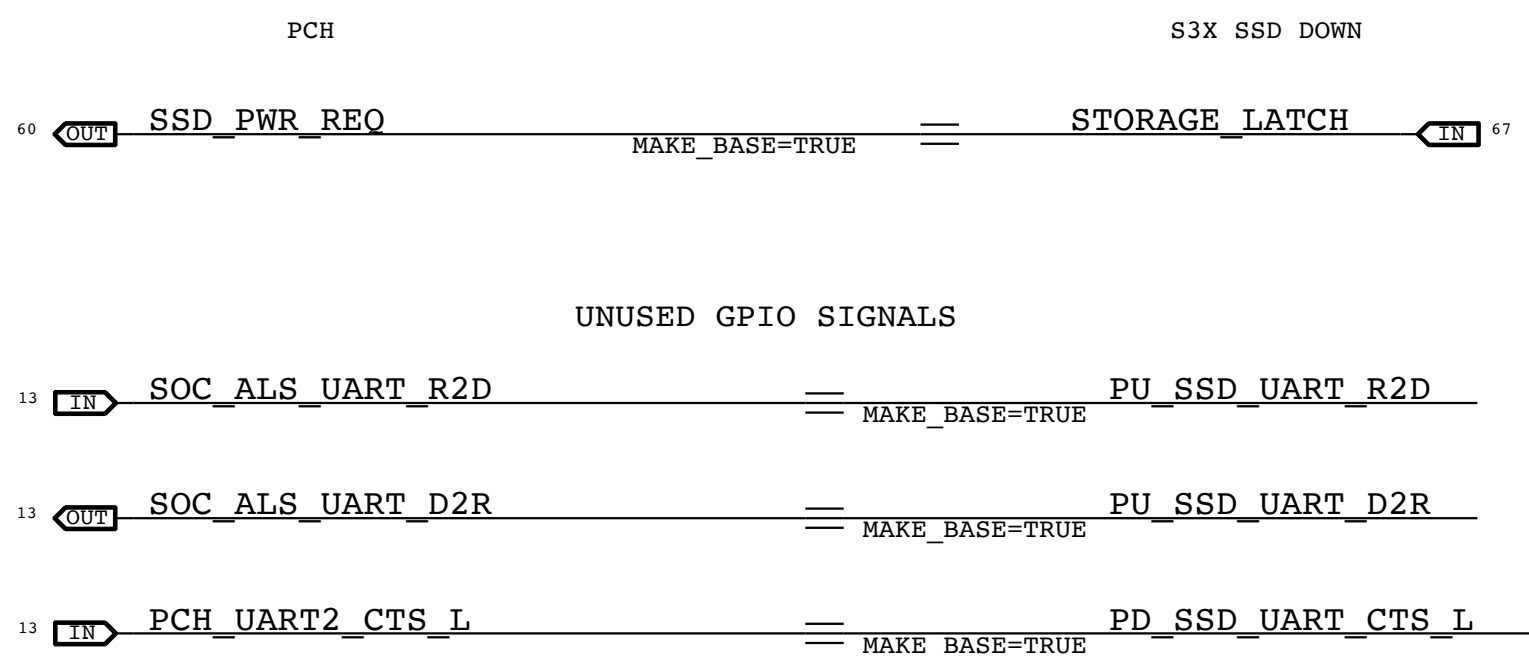 PCH S3X SSD DOWN
60 OUT SSD_PWR_REQ STORAGE_LATCH IN 67
MAKE_BASE=TRUE
UNUSED GPIO SIGNALS
13 IN SOC_ALS_UART_R2D PU_SSD_UART_R2D
MAKE_BASE=TRUE
13 OUT SOC_ALS_UART_D2R PU_SSD_UART_D2R
MAKE_BASE=TRUE
13 IN PCH_UART2_CTS_L PD_SSD_UART_CTS_L
MAKE_BASE=TRUE